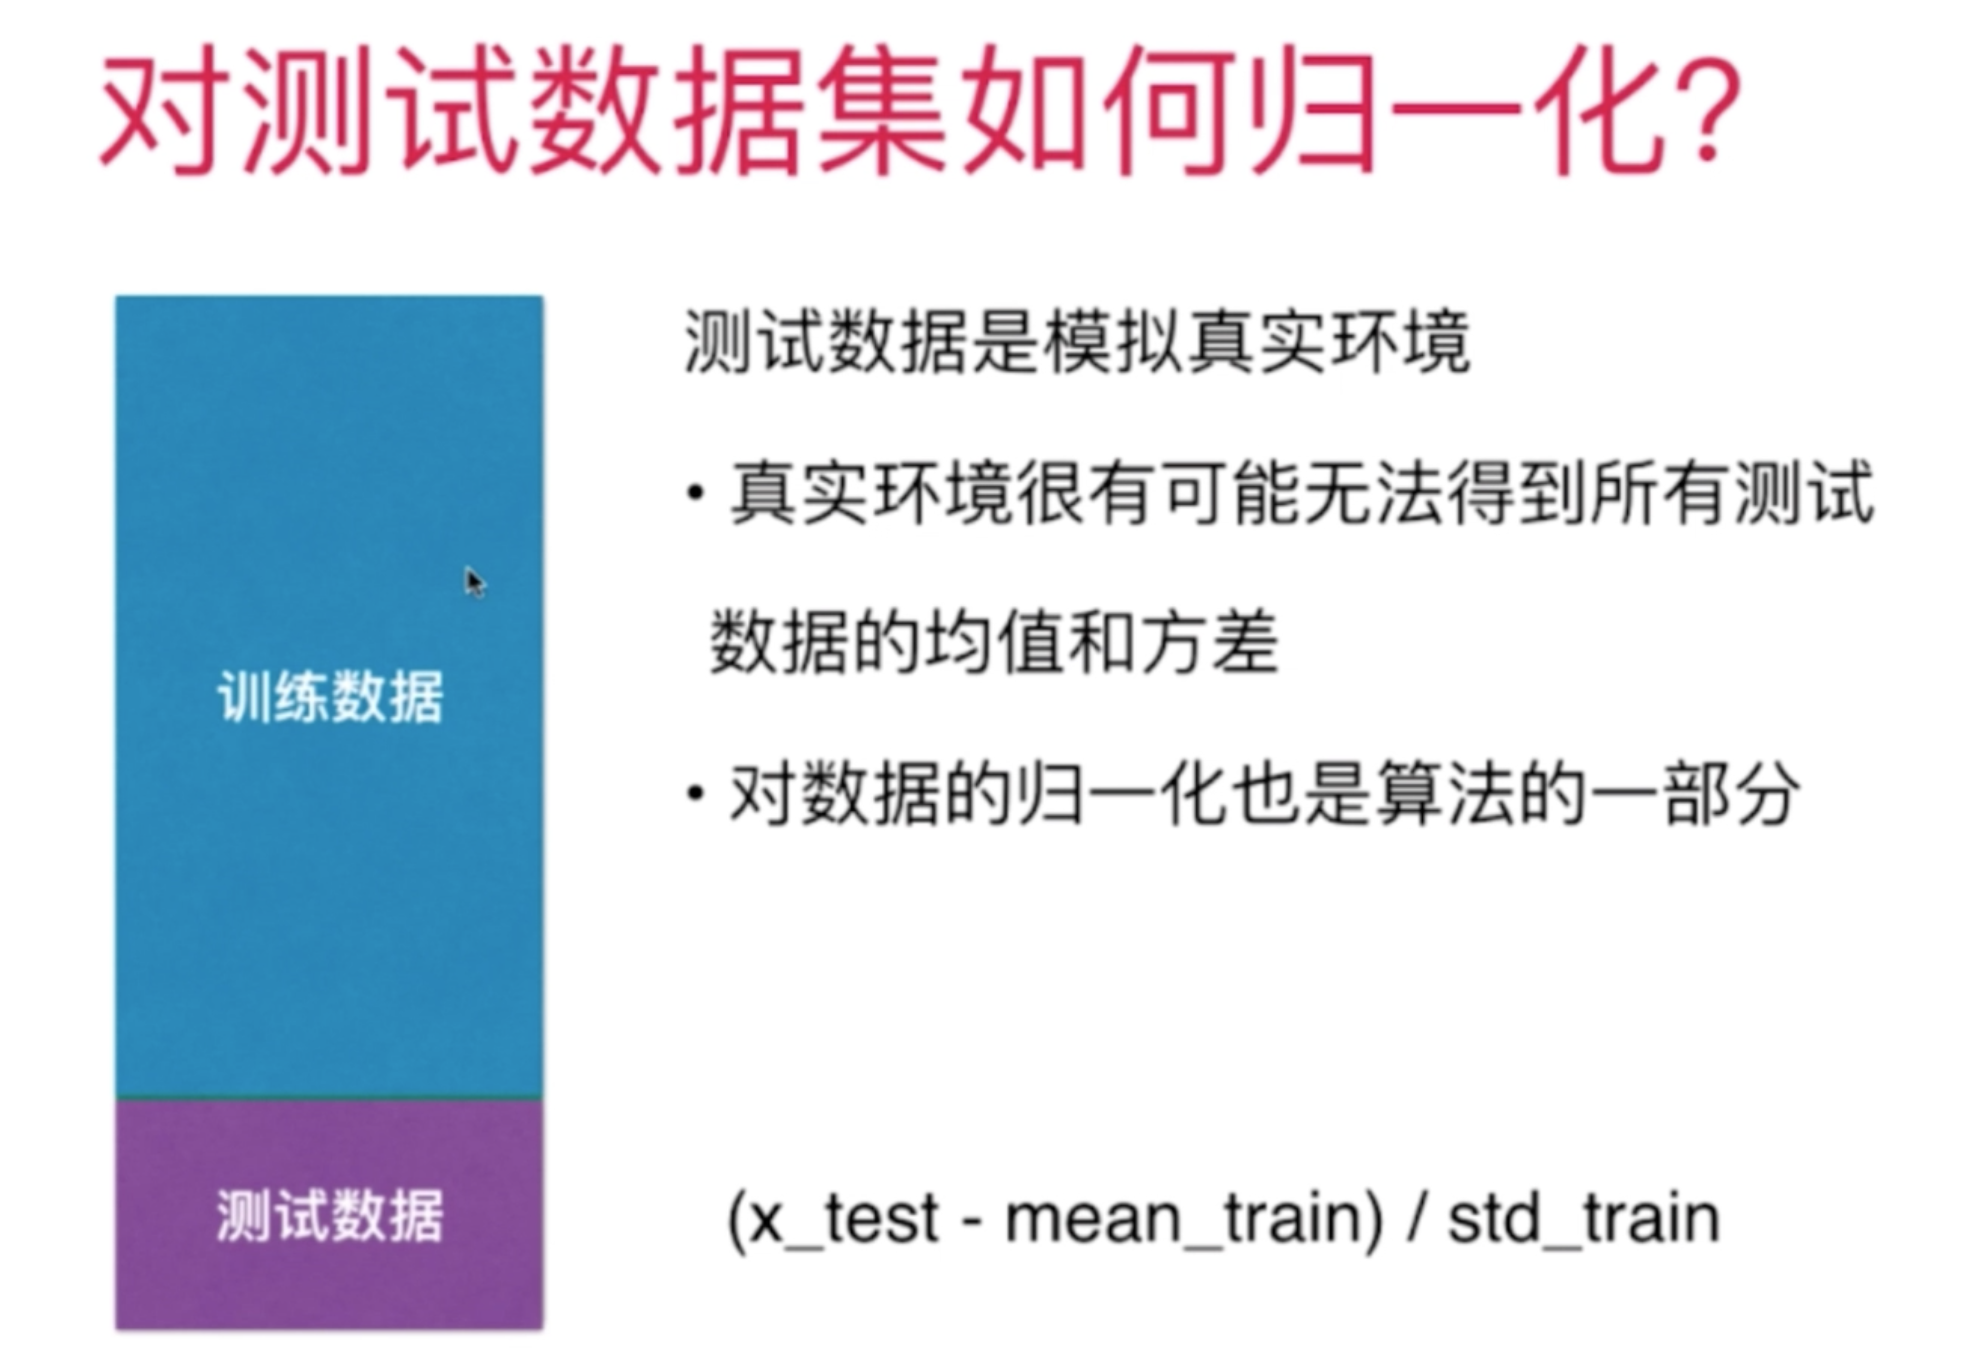 对测试数据集如何归一化?
测试数据是模拟真实环境
• 真实环境很有可能无法得到所有测试
数据的均值和方差
• 对数据的归一化也是算法的一部分
训练数据
测试数据
(x_test - mean_train) / std_train